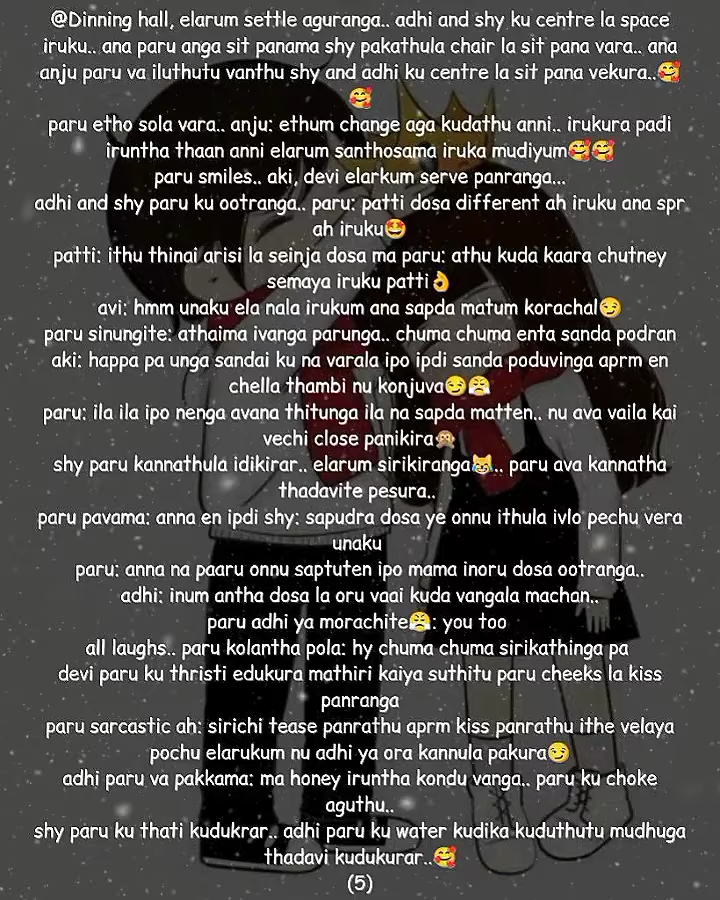 @Dinning hall, elarum settle aguranga.. adhi and shy ku centre la space
iruku.. ana paru anga sit panama shy pakathula chair la sit pana vara.. ana
anju paru va iluthutu vanthu shy and adhi ku centre la sit pana vekura..🥰
🥰
paru etho sola vara.. anju: ethum change aga kudathu anni.. irukura padi
iruntha thaan anni elarum santhosama iruka mudiyum🥰🥰
paru smiles.. aki, devi elarkum serve panranga...
adhi and shy paru ku ootranga.. paru: patti dosa different ah iruku ana spr
ah iruku🤩
patti: ithu thinai arisi la seinja dosa ma paru: athu kuda kaara chutney
semaya iruku patti👌
avi: hmm unaku ela nala irukum ana sapda matum korachal😏
paru sinungite: athaima ivanga parunga.. chuma chuma enta sanda podran
aki: happa pa unga sandai ku na varala ipo ipdi sanda poduvinga aprm en
chella thambi nu konjuva😏😤
paru: ila ila ipo nenga avana thitunga ila na sapda matten.. nu ava vaila kai
vechi close panikira🙊
shy paru kannathula idikirar.. elarum sirikiranga😹.. paru ava kannatha
thadavite pesura..
paru pavama: anna en ipdi shy: sapudra dosa ye onnu ithula ivlo pechu vera
unaku
paru: anna na paaru onnu saptuten ipo mama inoru dosa ootranga..
adhi: inum antha dosa la oru vaai kuda vangala machan..
paru adhi ya morachite😤: you too
all laughs.. paru kolantha pola: hy chuma chuma sirikathinga pa
devi paru ku thristi edukura mathiri kaiya suthitu paru cheeks la kiss
panranga
paru sarcastic ah: sirichi tease panrathu aprm kiss panrathu ithe velaya
pochu elarukum nu adhi ya ora kannula pakura😏
adhi paru va pakkama: ma honey iruntha kondu vanga.. paru ku choke
aguthu..
shy paru ku thati kudukrar.. adhi paru ku water kudika kuduthutu mudhuga
thadavi kudukurar..🥰
(5)